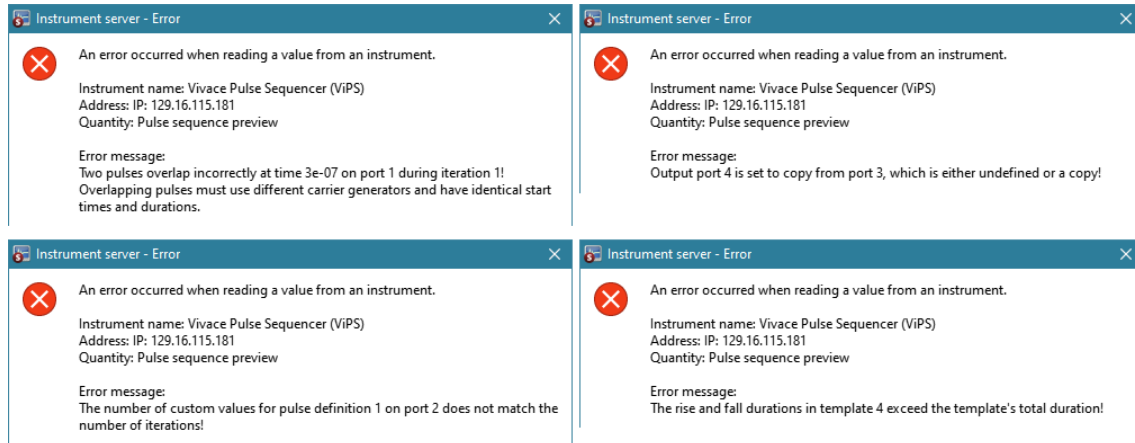 Instrument server - Error
An error occurred when reading a value from an instrument.
Instrument name: Vivace Pulse Sequencer (ViPS)
Address: IP: 129.16.115.181
Quantity: Pulse sequence preview
Error message:
Two pulses overlap incorrectly at time 3e-07 on port 1 during iteration 1!
Overlapping pulses must use different carrier generators and have identical start
times and durations.
Instrument server - Error
An error occurred when reading a value from an instrument.
Instrument name: Vivace Pulse Sequencer (ViPS)
Address: IP: 129.16.115.181
Quantity: Pulse sequence preview
Error message:
Output port 4 is set to copy from port 3, which is either undefined or a copy!
Instrument server - Error
An error occurred when reading a value from an instrument.
Instrument name: Vivace Pulse Sequencer (ViPS)
Address: IP: 129.16.115.181
Quantity: Pulse sequence preview
Error message:
The number of custom values for pulse definition 1 on port 2 does not match the
number of iterations!
Instrument server - Error
An error occurred when reading a value from an instrument.
Instrument name: Vivace Pulse Sequencer (ViPS)
Address: IP: 129.16.115.181
Quantity: Pulse sequence preview
Error message:
The rise and fall durations in template 4 exceed the template's total duration!